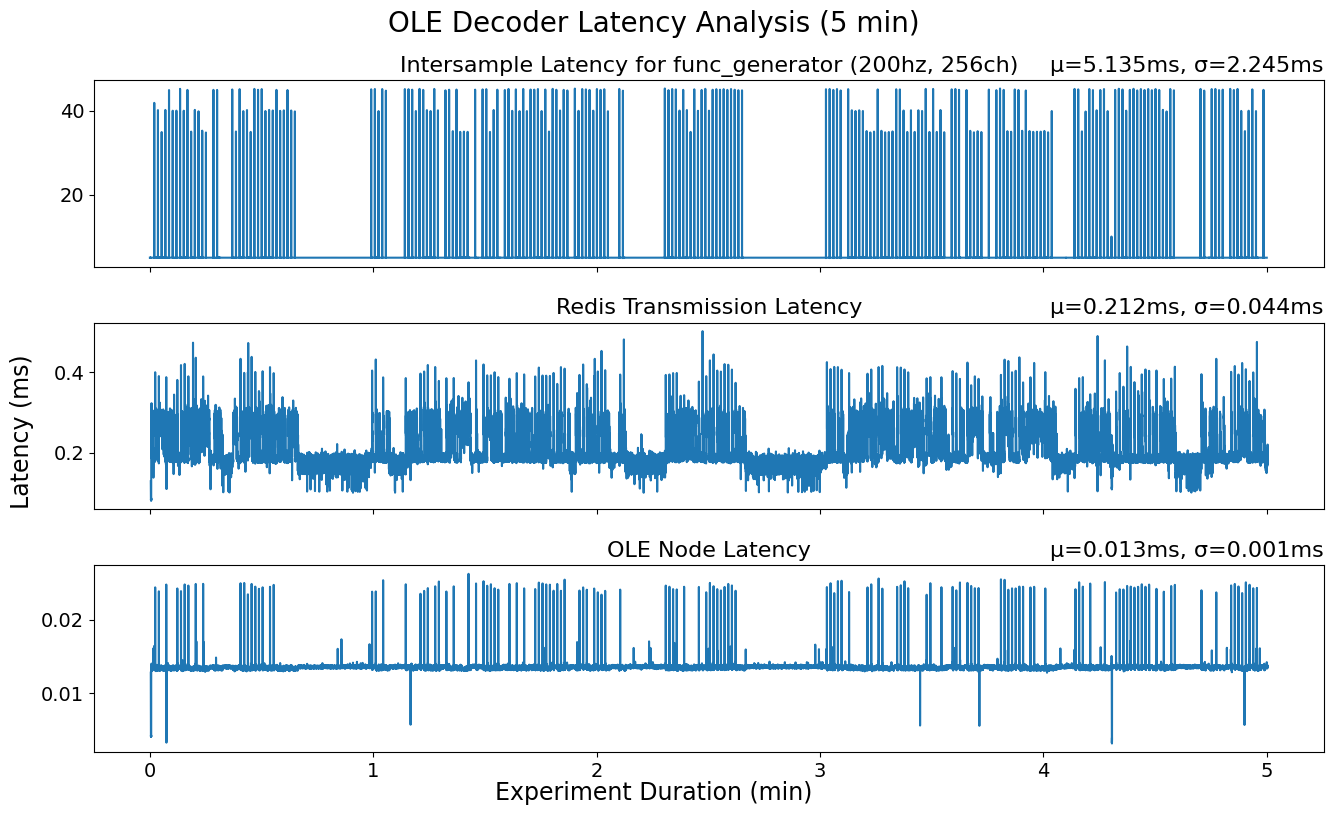 OLE Decoder Latency Analysis (5 min)
Intersample Latency for func_generator (200hz, 256ch) μ=5.135ms, σ=2.245ms
40
20
Redis Transmission Latency μ=0.212ms, σ=0.044ms
0.4
0.2
Latency (ms)
OLE Node Latency μ=0.013ms, σ=0.001ms
0.02
0.01
0 1 2 3 4 5
Experiment Duration (min)